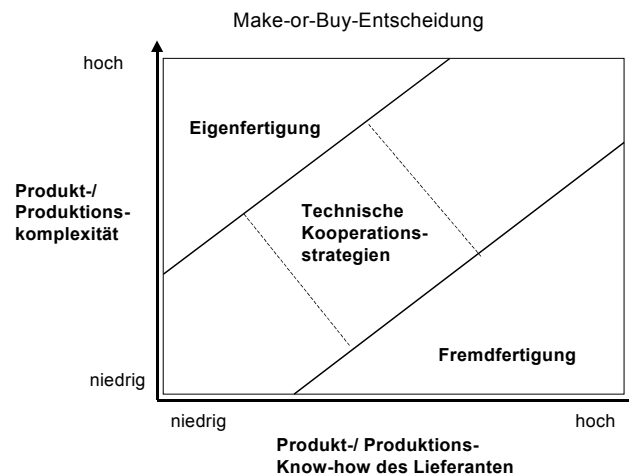 Make-or-Buy-Entscheidung
hoch
Eigenfertigung
Produkt-/
Produktions-
komplexität
Technische
Kooperations-
strategien
Fremdfertigung
niedrig
niedrig
hoch
Produkt-/ Produktions-
Know-how des Lieferanten